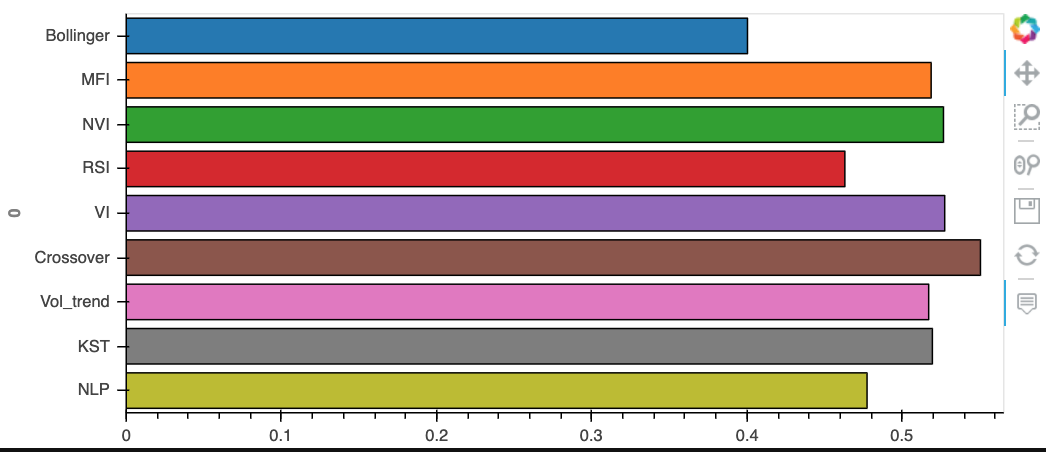 Bollinger
MFI
NVI
RSI
VI
Crossover
Vol_trend
KST
NLP
0
0 0.1 0.2 0.3 0.4 0.5